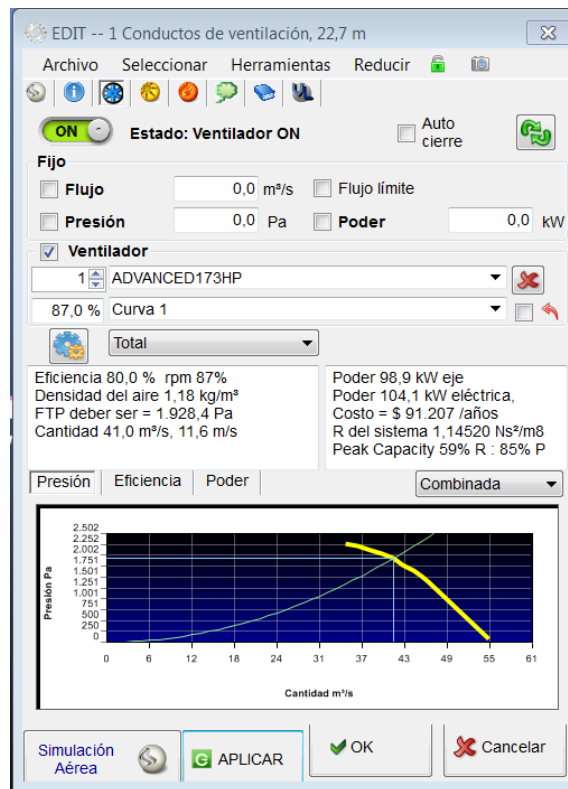 EDIT -- 1 Conductos de ventilación, 22,7 m
Archivo Seleccionar Herramientas Reducir
ON Estado: Ventilador ON Auto cierre
Fijo
Flujo 0,0 m³/s Flujo límite
Presión 0,0 Pa Poder 0,0 kW
Ventilador
1 ADVANCED173HP
87,0 % Curva 1
Total
Eficiencia 80,0 % rpm 87%
Densidad del aire 1,18 kg/m³
FTP deber ser = 1.928,4 Pa
Cantidad 41,0 m³/s, 11,6 m/s
Poder 98,9 kW eje
Poder 104,1 kW eléctrica,
Costo = $ 91.207 /años
R del sistema 1,14520 Ns²/m8
Peak Capacity 59% R : 85% P
Presión Eficiencia Poder Combinada
Presión Pa
2.502
2.252
2.002
1.751
1.501
1.251
1.001
751
500
250
0
0 6 12 18 24 31 37 43 49 55 61
Cantidad m³/s
Simulación Aérea
G APLICAR
OK
Cancelar